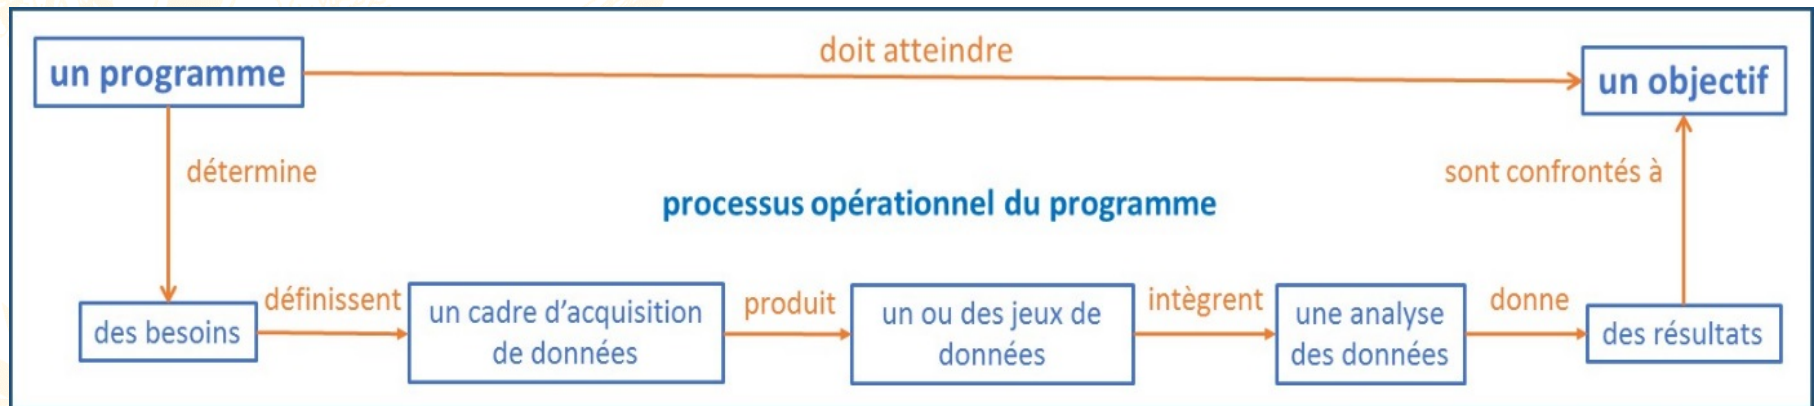 un programme
doit atteindre
un objectif
détermine
sont confrontés à
processus opérationnel du programme
des besoins
définissent
un cadre d’acquisition
de données
produit
un ou des jeux de
données
intègrent
une analyse
des données
donne
des résultats